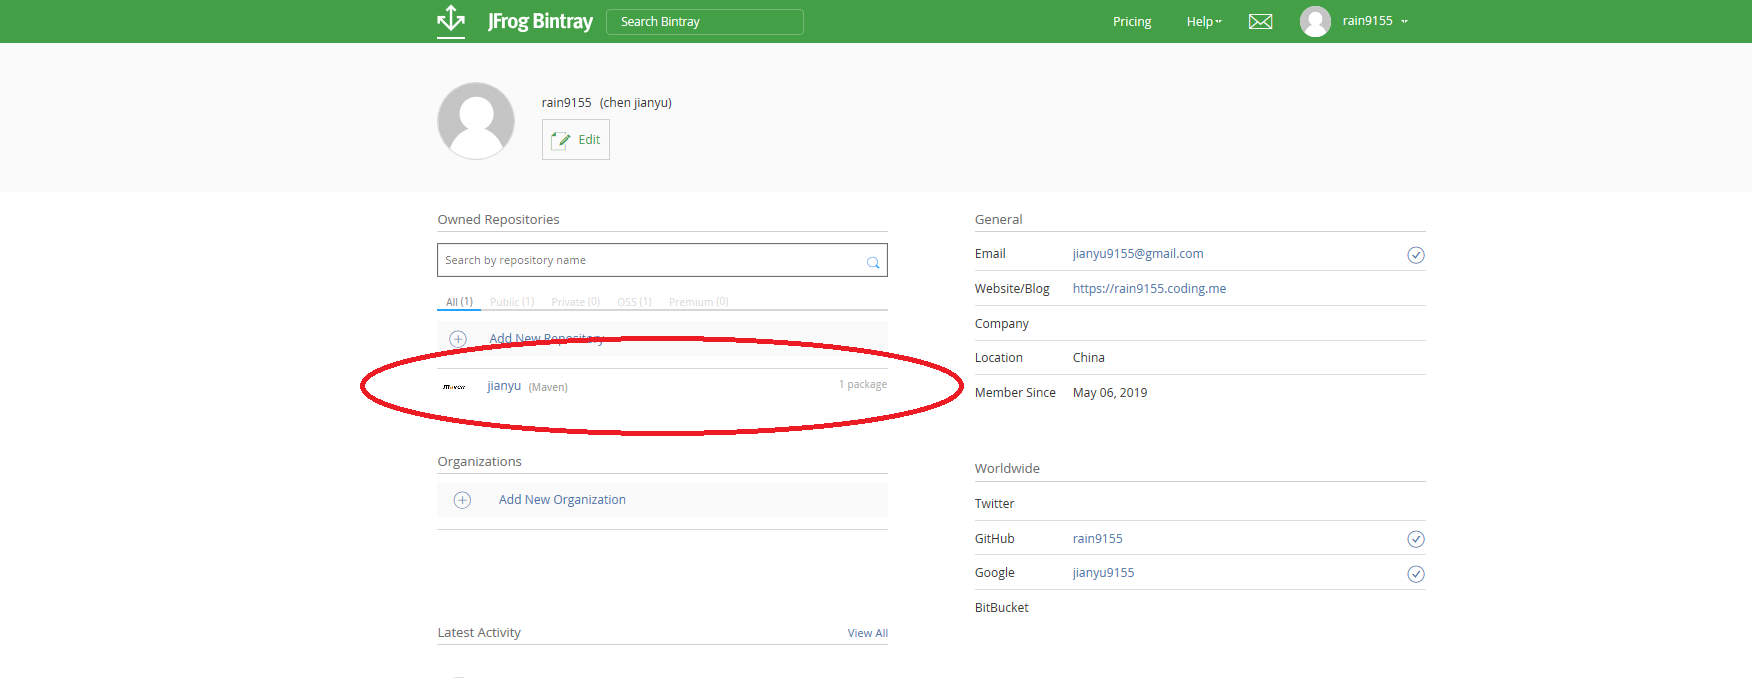 JFrog Bintray Search Bintray Pricing Help rain9155
rain9155 (chen jianyu)
Edit
Owned Repositories
Search by repository name
All (1) Public (1) Private (0) OSS (1) Premium (0)
Add New Repository
Maven jianyu (Maven) 1 package
Organizations
Add New Organization
Latest Activity View All
General
Email jianyu9155@gmail.com
Website/Blog https://rain9155.coding.me
Company
Location China
Member Since May 06, 2019
Worldwide
Twitter
GitHub rain9155
Google jianyu9155
BitBucket